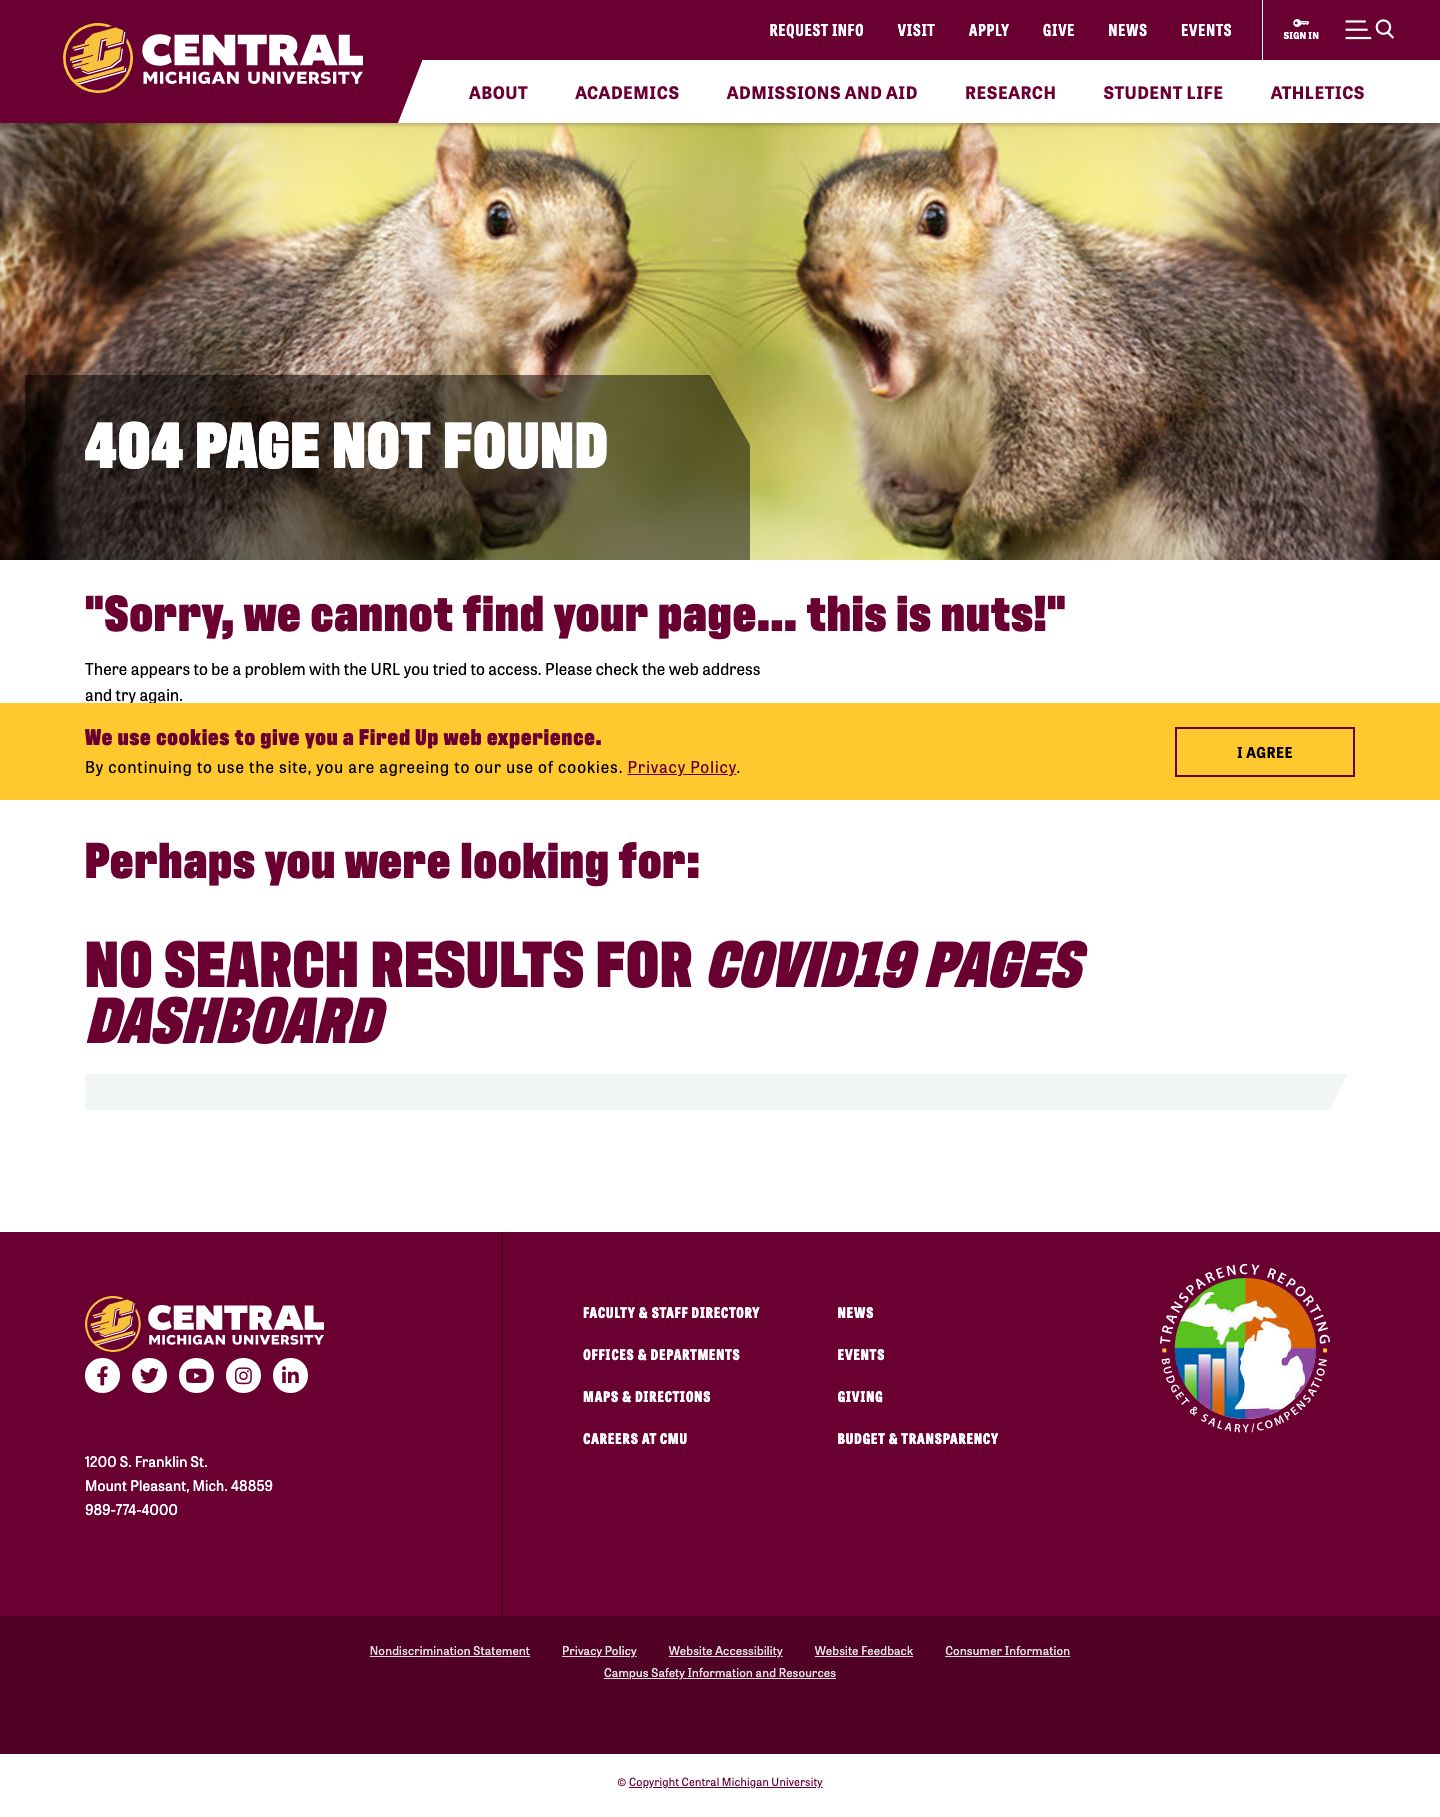 CENTRAL
MICHIGAN UNIVERSITY
REQUEST INFO
VISIT
APPLY
GIVE
NEWS
EVENTS
SIGN IN
ABOUT
ACADEMICS
ADMISSIONS AND AID
RESEARCH
STUDENT LIFE
ATHLETICS
404 PAGE NOT FOUND
"Sorry, we cannot find your page... this is nuts!"
There appears to be a problem with the URL you tried to access. Please check the web address
and try again.
We use cookies to give you a Fired Up web experience.
By continuing to use the site, you are agreeing to our use of cookies. Privacy Policy.
I AGREE
Perhaps you were looking for:
NO SEARCH RESULTS FOR COVID19 PAGES
DASHBOARD
CENTRAL
MICHIGAN UNIVERSITY
1200 S. Franklin St.
Mount Pleasant, Mich. 48859
989-774-4000
FACULTY & STAFF DIRECTORY
OFFICES & DEPARTMENTS
MAPS & DIRECTIONS
CAREERS AT CMU
NEWS
EVENTS
GIVING
BUDGET & TRANSPARENCY
TRANSPARENCY REPORTING
BUDGET & SALARY/COMPENSATION
Nondiscrimination Statement
Privacy Policy
Website Accessibility
Website Feedback
Consumer Information
Campus Safety Information and Resources
© Copyright Central Michigan University